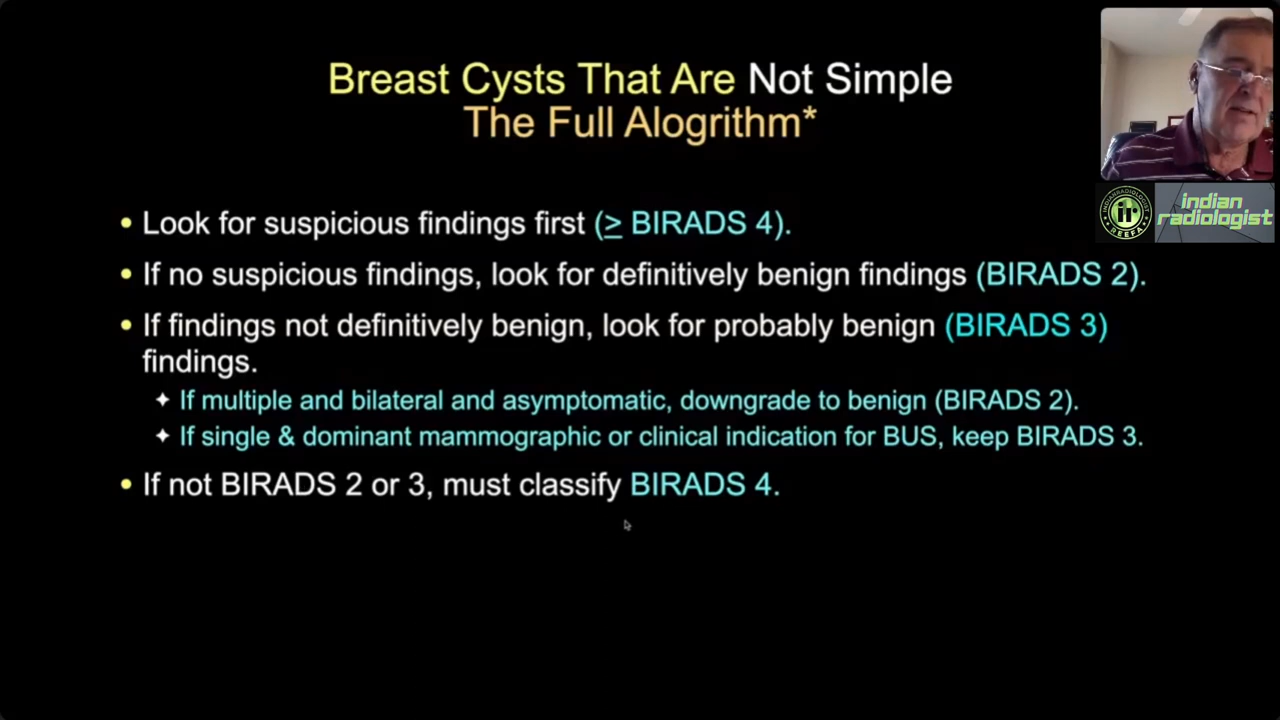 Breast Cysts That Are Not Simple
The Full Alogrithm*
• Look for suspicious findings first (≥ BIRADS 4).
• If no suspicious findings, look for definitively benign findings (BIRADS 2).
• If findings not definitively benign, look for probably benign (BIRADS 3)
findings.
✦ If multiple and bilateral and asymptomatic, downgrade to benign (BIRADS 2).
✦ If single & dominant mammographic or clinical indication for BUS, keep BIRADS 3.
• If not BIRADS 2 or 3, must classify BIRADS 4.
ir
REEFA
indian
radiologist